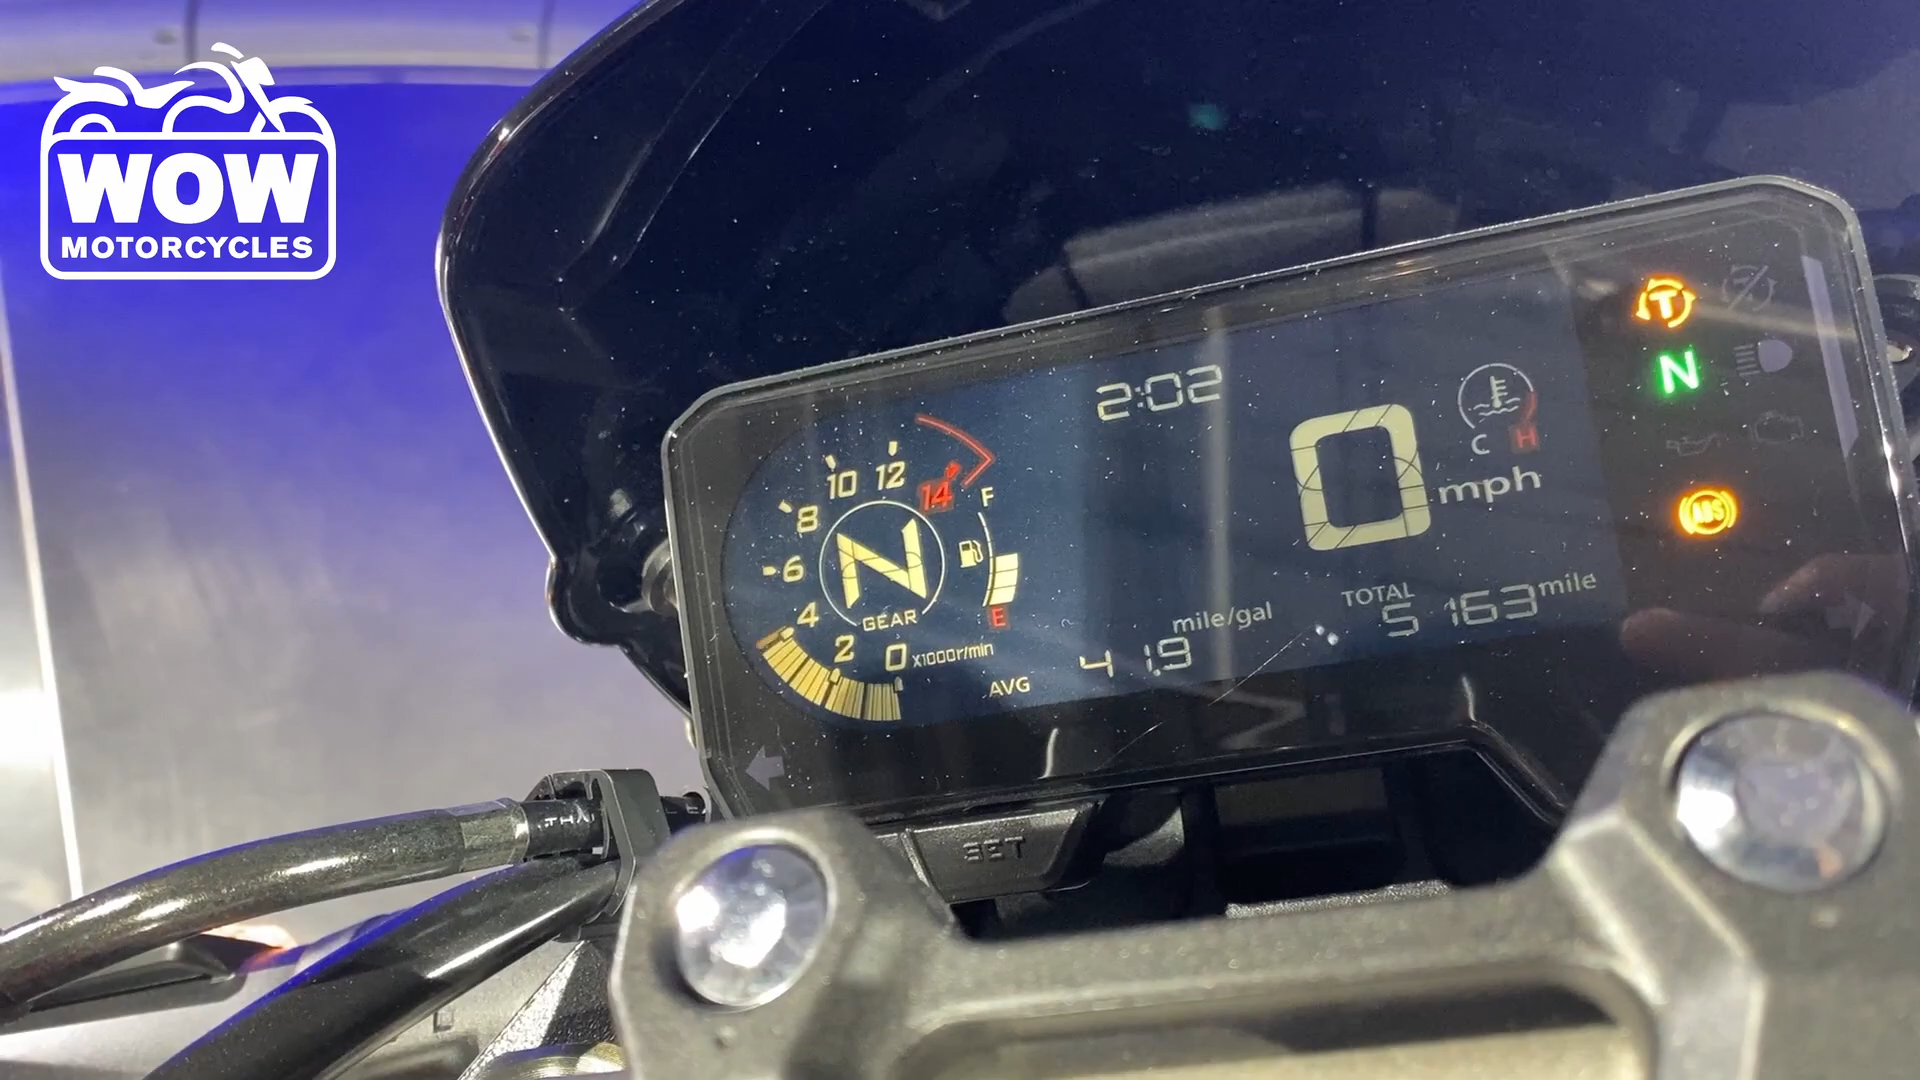 WOW
MOTORCYCLES
2:02
10 12 14
8
6
4
2
0 X1000r/min
N
GEAR
F
E
AVG 41.9 mile/gal
0 mph
C H
TOTAL
5163 mile
T
N
ABS
SET